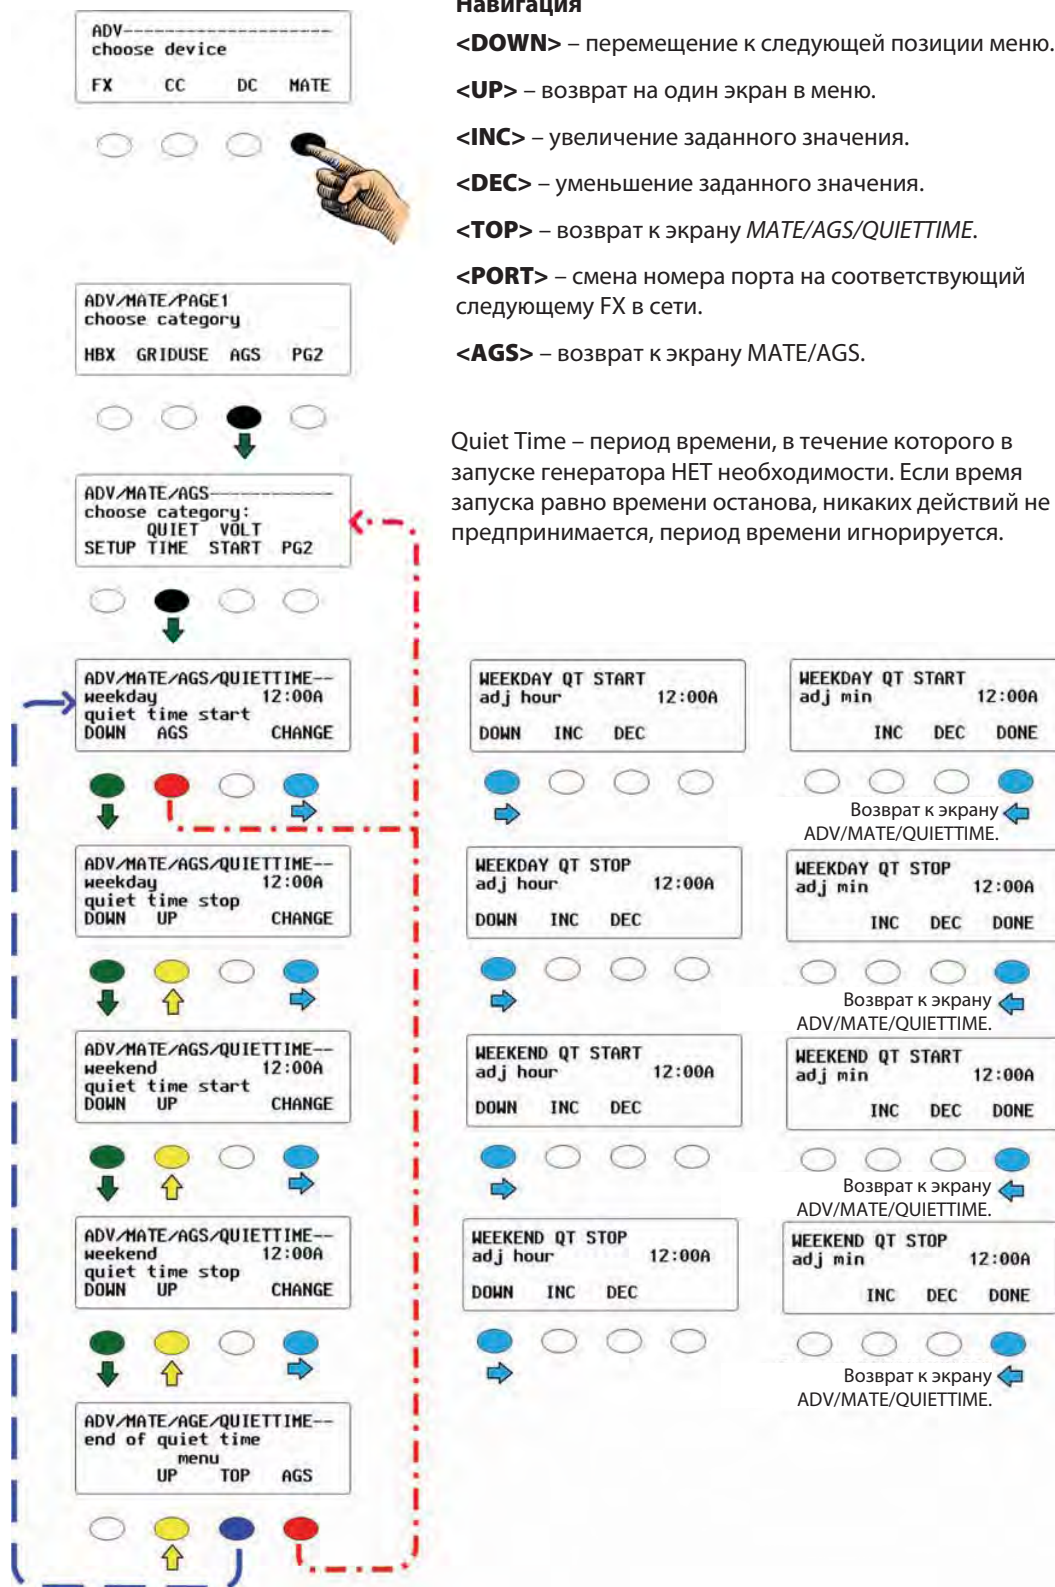 Навигация
<DOWN> – перемещение к следующей позиции меню.
<UP> – возврат на один экран в меню.
<INC> – увеличение заданного значения.
<DEC> – уменьшение заданного значения.
<TOP> – возврат к экрану MATE/AGS/QUIETTIME.
<PORT> – смена номера порта на соответствующий
следующему FX в сети.
<AGS> – возврат к экрану MATE/AGS.
Quiet Time – период времени, в течение которого в
запуске генератора НЕТ необходимости. Если время
запуска равно времени останова, никаких действий не
предпринимается, период времени игнорируется.
ADV----------------------
choose device
FX CC DC MATE
ADV/MATE/PAGE1
choose category
HBX GRIDUSE AGS PG2
ADV/MATE/AGS-------------
choose category:
QUIET VOLT
SETUP TIME START PG2
ADV/MATE/AGS/QUIETTIME--
weekday 12:00A
quiet time start
DOWN AGS CHANGE
WEEKDAY QT START
adj hour 12:00A
DOWN INC DEC
WEEKDAY QT START
adj min 12:00A
INC DEC DONE
Возврат к экрану
ADV/MATE/QUIETTIME.
ADV/MATE/AGS/QUIETTIME--
weekday 12:00A
quiet time stop
DOWN UP CHANGE
WEEKDAY QT STOP
adj hour 12:00A
DOWN INC DEC
WEEKDAY QT STOP
adj min 12:00A
INC DEC DONE
Возврат к экрану
ADV/MATE/QUIETTIME.
ADV/MATE/AGS/QUIETTIME--
weekend 12:00A
quiet time start
DOWN UP CHANGE
WEEKEND QT START
adj hour 12:00A
DOWN INC DEC
WEEKEND QT START
adj min 12:00A
INC DEC DONE
Возврат к экрану
ADV/MATE/QUIETTIME.
ADV/MATE/AGS/QUIETTIME--
weekend 12:00A
quiet time stop
DOWN UP CHANGE
WEEKEND QT STOP
adj hour 12:00A
DOWN INC DEC
WEEKEND QT STOP
adj min 12:00A
INC DEC DONE
Возврат к экрану
ADV/MATE/QUIETTIME.
ADV/MATE/AGE/QUIETTIME--
end of quiet time
menu
UP TOP AGS